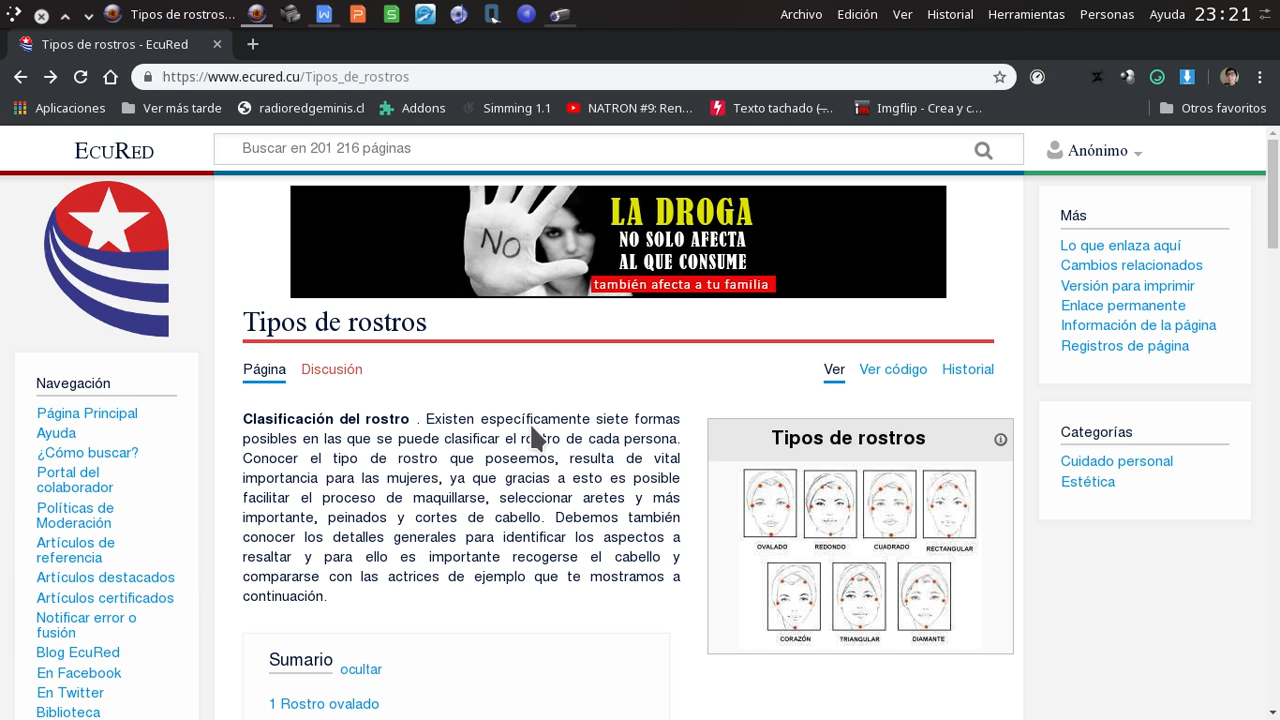 Tipos de rostros...
Archivo Edición Ver Historial Herramientas Personas Ayuda 23:21
Tipos de rostros - EcuRed
https://www.ecured.cu/Tipos_de_rostros
Aplicaciones Ver más tarde radioredgeminis.cl Addons Simming 1.1 NATRON #9: Ren... Texto tachado (... Imgflip - Crea y c... Otros favoritos
EcuRed
Buscar en 201 216 páginas
Anónimo
NO
LA DROGA
NO SOLO AFECTA
AL QUE CONSUME
también afecta a tu familia
Tipos de rostros
Página Discusión Ver Ver código Historial
Clasificación del rostro . Existen específicamente siete formas
posibles en las que se puede clasificar el rostro de cada persona.
Conocer el tipo de rostro que poseemos, resulta de vital
importancia para las mujeres, ya que gracias a esto es posible
facilitar el proceso de maquillarse, seleccionar aretes y más
importante, peinados y cortes de cabello. Debemos también
conocer los detalles generales para identificar los aspectos a
resaltar y para ello es importante recogerse el cabello y
compararse con las actrices de ejemplo que te mostramos a
continuación.
Sumario ocultar
1 Rostro ovalado
Tipos de rostros
OVALADO REDONDO CUADRADO RECTANGULAR
CORAZÓN TRIANGULAR DIAMANTE
Navegación
Página Principal
Ayuda
¿Cómo buscar?
Portal del
colaborador
Políticas de
Moderación
Artículos de
referencia
Artículos destacados
Artículos certificados
Notificar error o
fusión
Blog EcuRed
En Facebook
En Twitter
Biblioteca
Más
Lo que enlaza aquí
Cambios relacionados
Versión para imprimir
Enlace permanente
Información de la página
Registros de página
Categorías
Cuidado personal
Estética